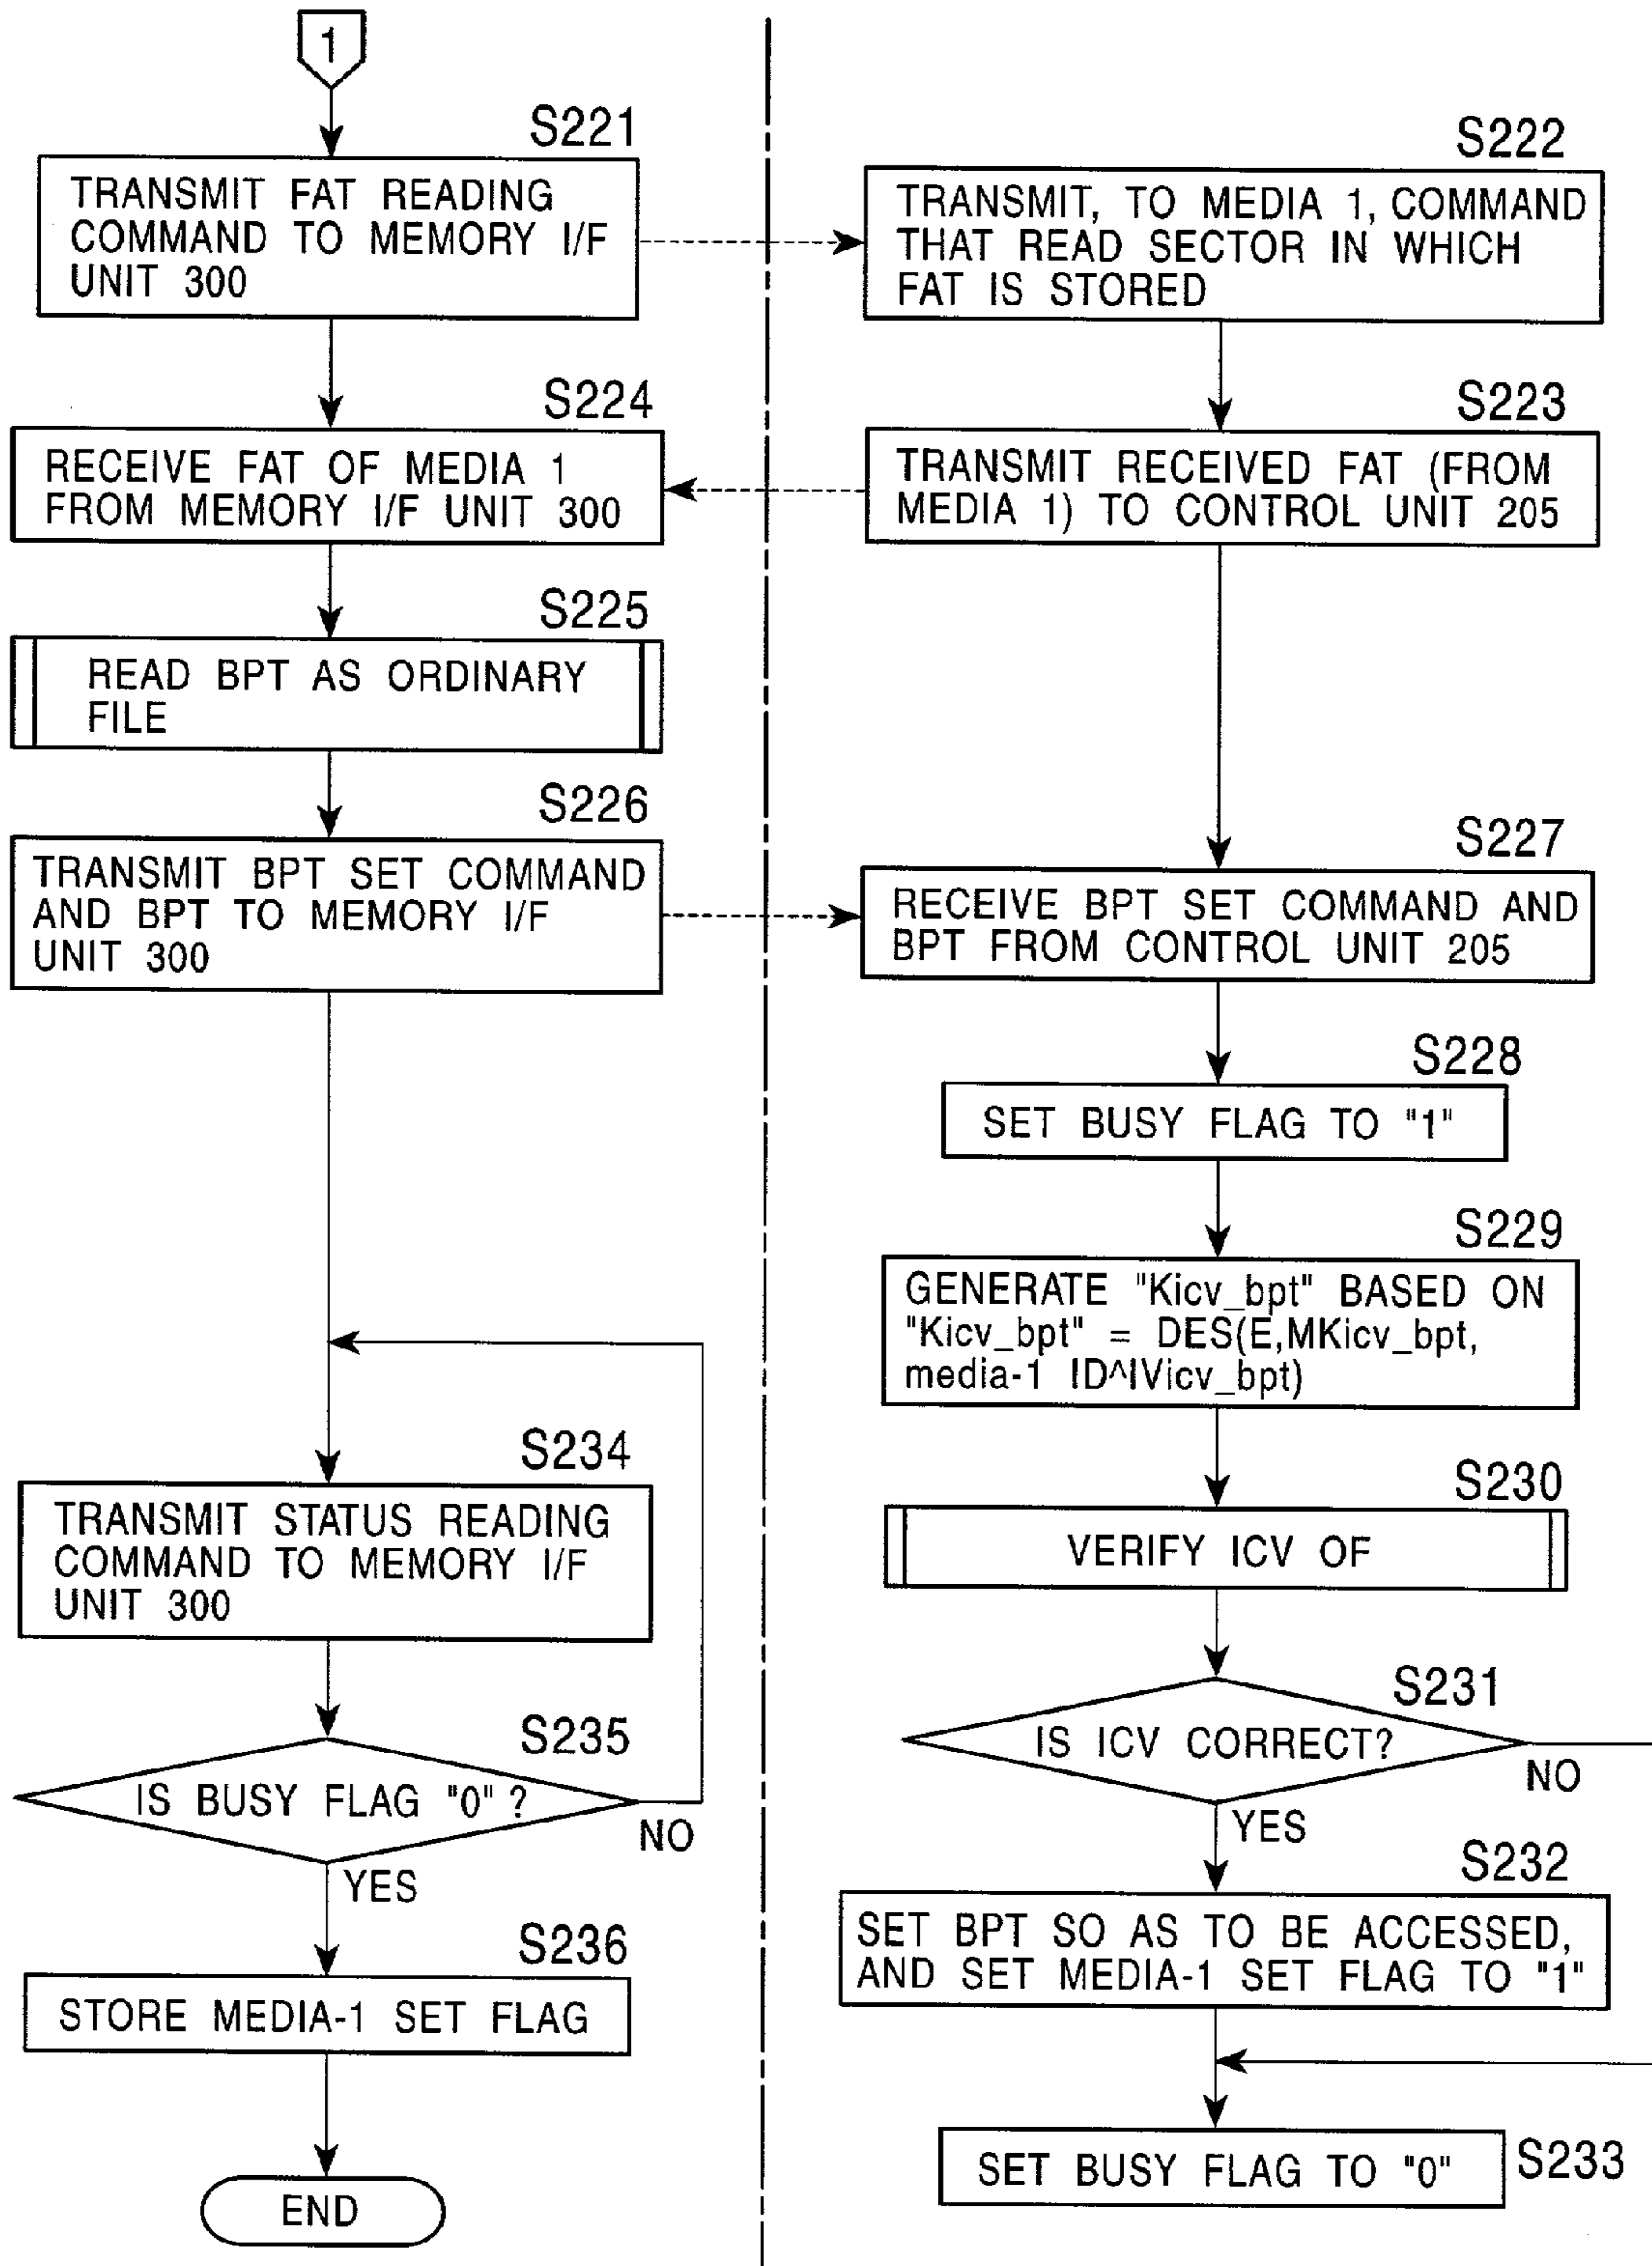 1
S221
TRANSMIT FAT READING
COMMAND TO MEMORY I/F
UNIT 300
S222
TRANSMIT, TO MEDIA 1, COMMAND
THAT READ SECTOR IN WHICH
FAT IS STORED
S224
RECEIVE FAT OF MEDIA 1
FROM MEMORY I/F UNIT 300
S223
TRANSMIT RECEIVED FAT (FROM
MEDIA 1) TO CONTROL UNIT 205
S225
READ BPT AS ORDINARY
FILE
S226
TRANSMIT BPT SET COMMAND
AND BPT TO MEMORY I/F
UNIT 300
S227
RECEIVE BPT SET COMMAND AND
BPT FROM CONTROL UNIT 205
S228
SET BUSY FLAG TO "1"
S229
GENERATE "Kicv_bpt" BASED ON
"Kicv_bpt" = DES(E,MKicv_bpt,
media-1 ID^IVicv_bpt)
S230
VERIFY ICV OF
S231
IS ICV CORRECT?
NO
YES
S232
SET BPT SO AS TO BE ACCESSED,
AND SET MEDIA-1 SET FLAG TO "1"
S233
SET BUSY FLAG TO "0"
S234
TRANSMIT STATUS READING
COMMAND TO MEMORY I/F
UNIT 300
S235
IS BUSY FLAG "0" ?
NO
YES
S236
STORE MEDIA-1 SET FLAG
END